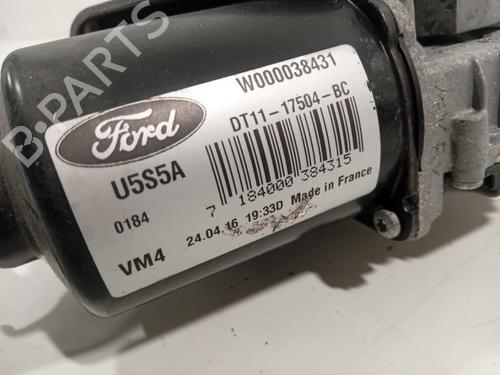 W000038431
DT11-17504-BC
Ford
U5S5A
7 184000 384315
0184
24.04.16 19:33D Made in France
VM4
B-PARTS